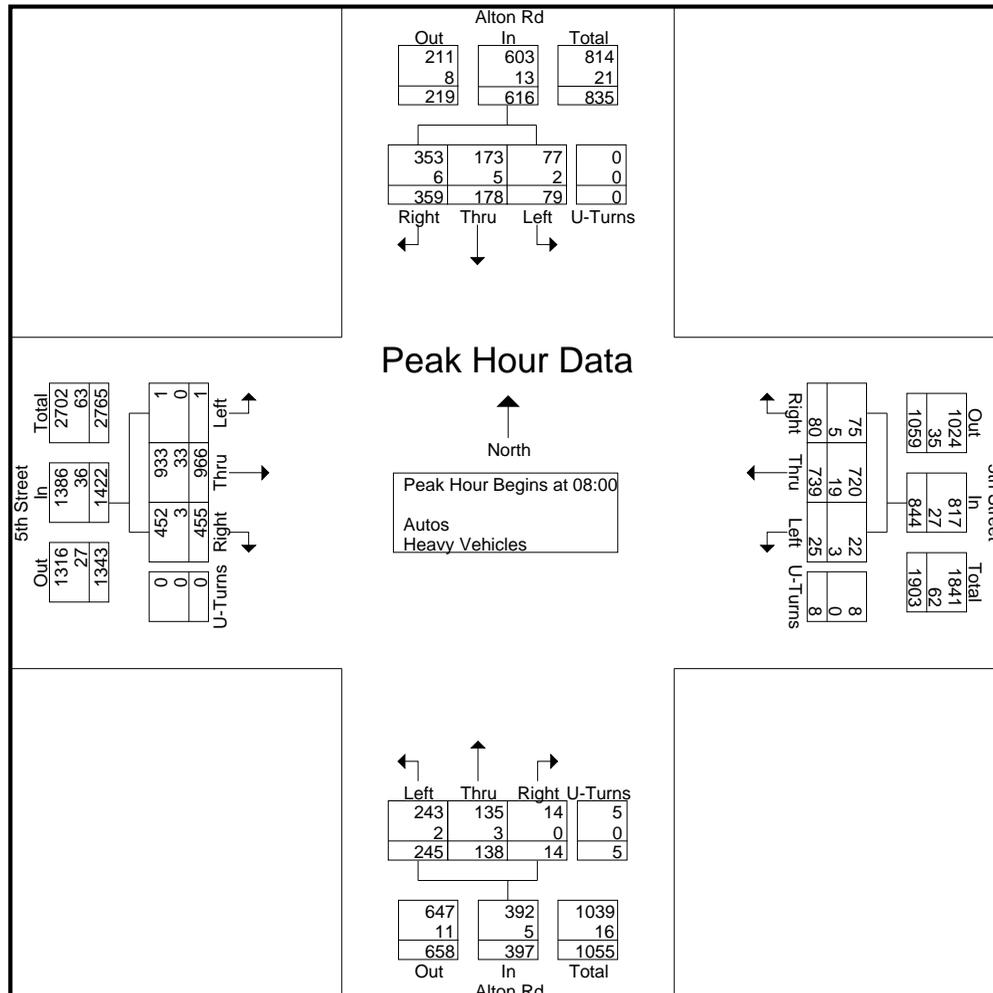 Alton Rd
Out In Total
211 603 814
8 13 21
219 616 835
353 173 77 0
6 5 2 0
359 178 79 0
Right Thru Left U-Turns
Peak Hour Data
North
Peak Hour Begins at 08:00
Autos
Heavy Vehicles
5th Street
Out In Total
1316 1386 2702
27 36 63
1343 1422 2765
U-Turns Right Thru Left
0 452 933 1
0 3 33 0
0 455 966 1
Out In Total
1024 817 1841
35 27 62
1059 844 1903
75 720 22 8
5 19 3 0
80 739 25 8
Right Thru Left U-Turns
Left Thru Right U-Turns
243 135 14 5
2 3 0 0
245 138 14 5
647 392 1039
11 5 16
658 397 1055
Out In Total
Alton Rd